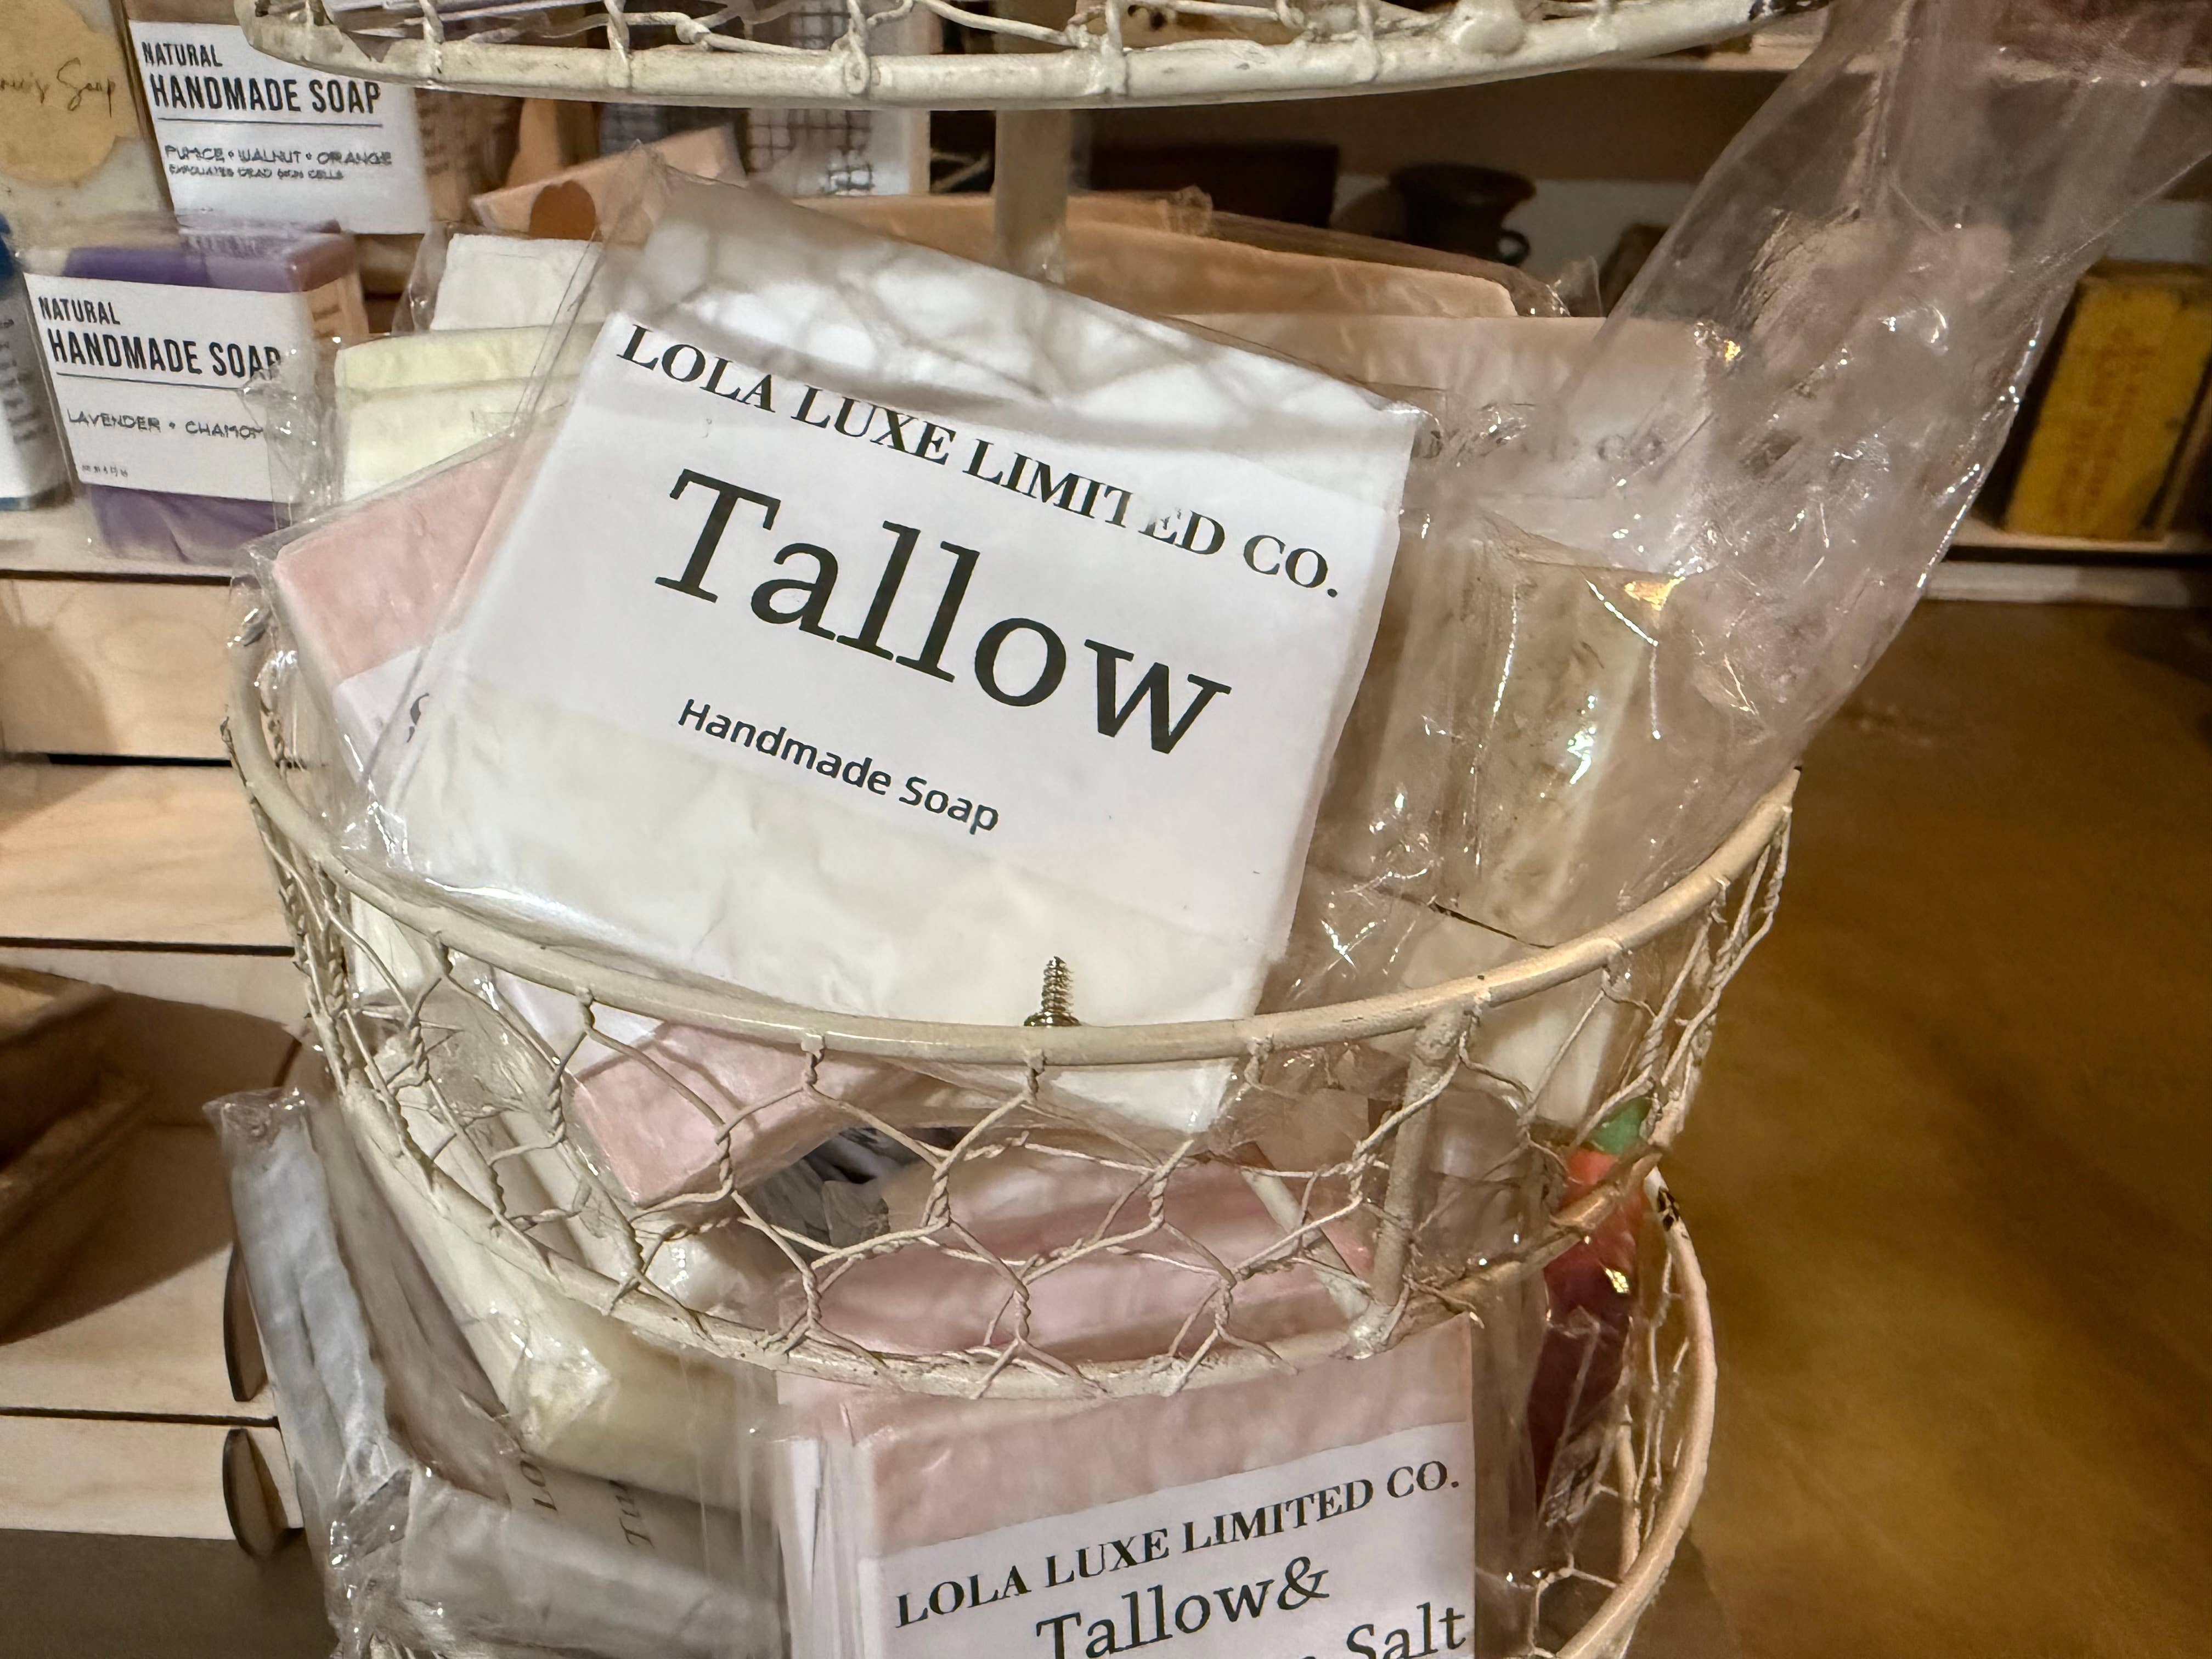 Soap
NATURAL
HANDMADE SOAP
PUMICE • WALNUT • ORANGE
EXFOLIATES DEAD SKIN CELLS
NATURAL
HANDMADE SOAP
LAVENDER •
LOLA LUXE LIMITED CO.
Tallow
Handmade Soap
LOLA LUXE LIMITED CO.
Tallow&
Salt